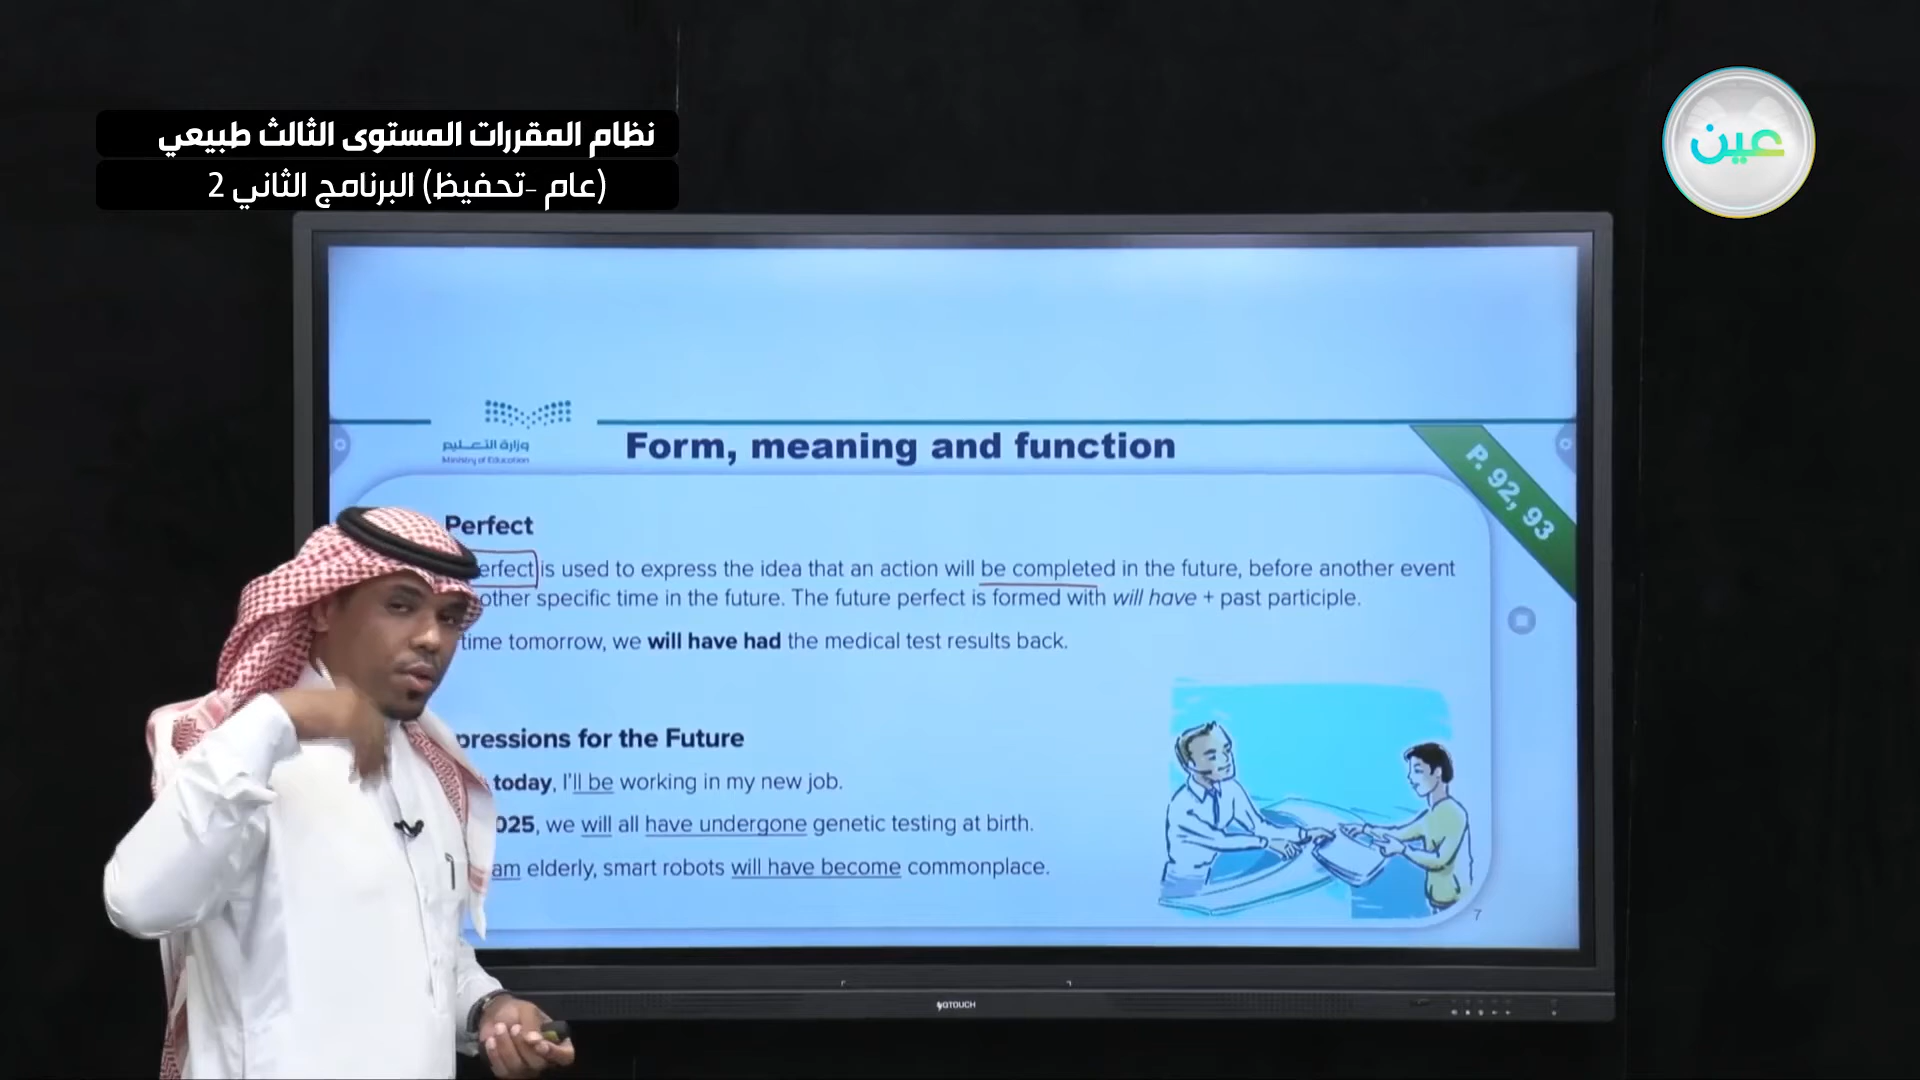 نظام المقررات المستوى الثالث طبيعي
(عام -تحفيظ) البرنامج الثاني 2
عين
وزارة التعليم
Ministry of Education
Form, meaning and function
P. 92, 93
Perfect
erfect is used to express the idea that an action will be completed in the future, before another event
other specific time in the future. The future perfect is formed with will have + past participle.
time tomorrow, we will have had the medical test results back.
pressions for the Future
today, I'll be working in my new job.
025, we will all have undergone genetic testing at birth.
am elderly, smart robots will have become commonplace.
7
QTOUCH